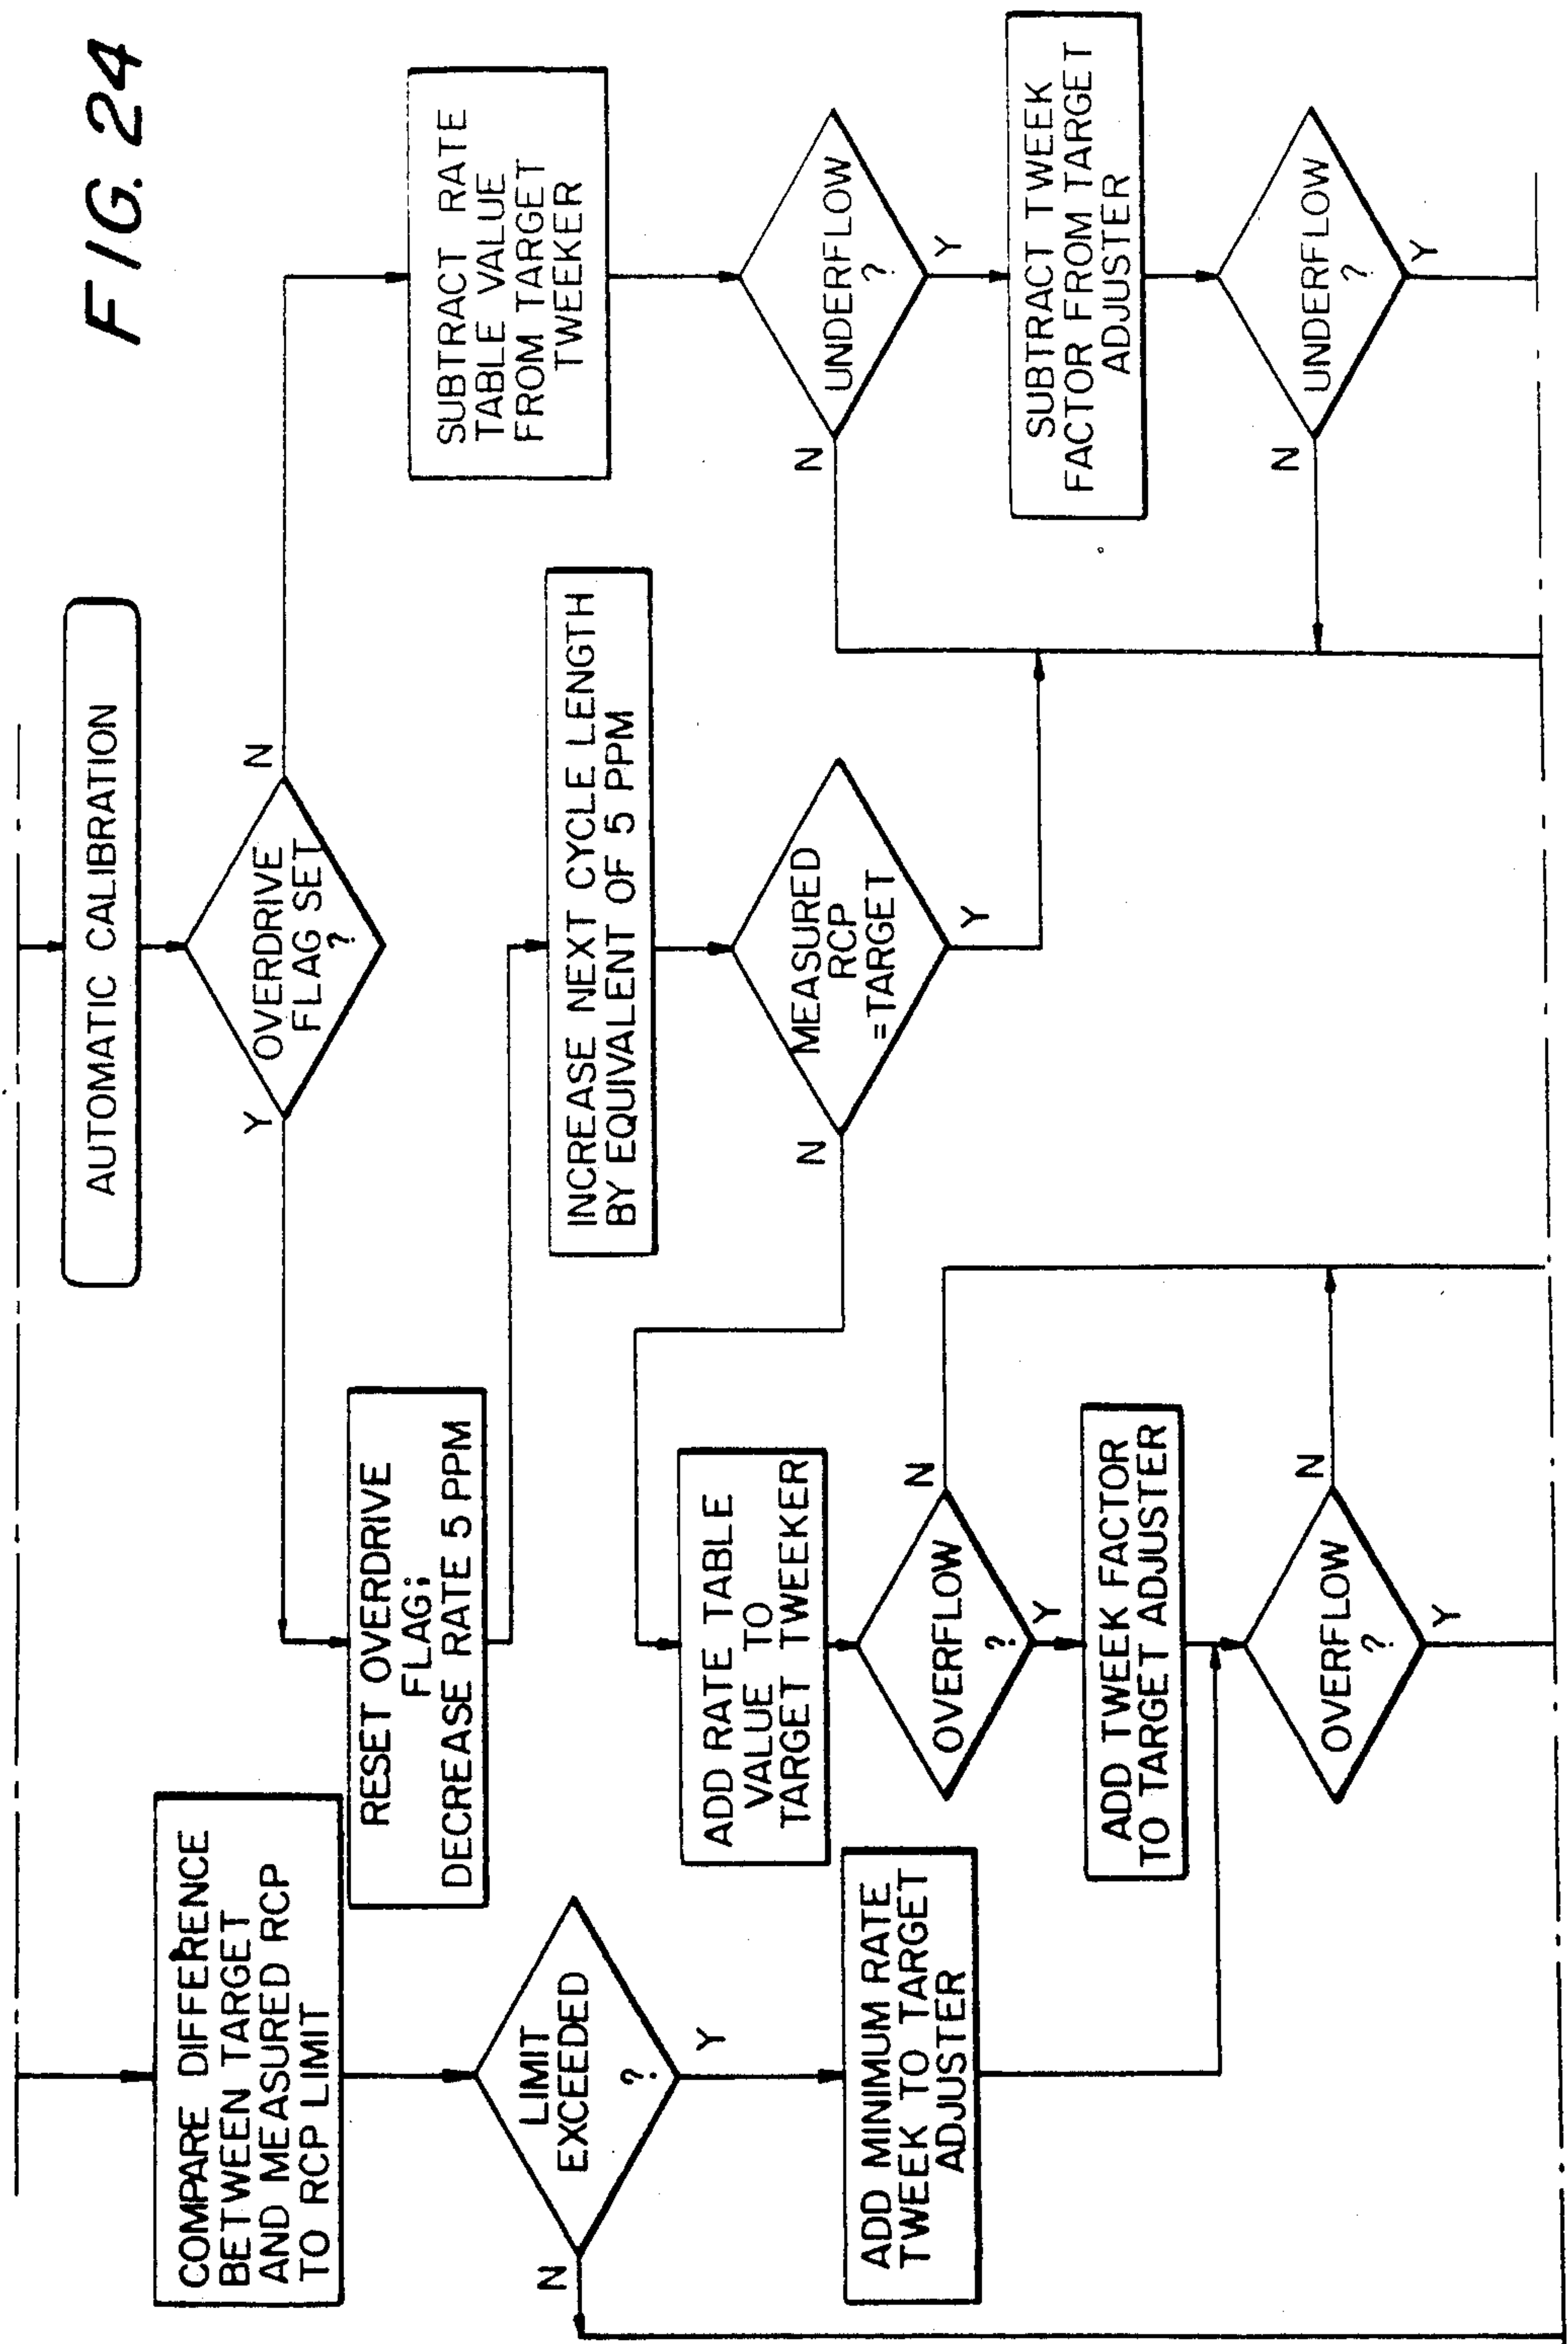 FIG. 24
AUTOMATIC CALIBRATION
COMPARE DIFFERENCE
BETWEEN TARGET
AND MEASURED RCP
TO RCP LIMIT
Y
N
OVERDRIVE
FLAG SET
?
RESET OVERDRIVE
FLAG;
DECREASE RATE 5 PPM
SUBTRACT RATE
TABLE VALUE
FROM TARGET
TWEEKER
LIMIT
EXCEEDED
?
N
Y
INCREASE NEXT CYCLE LENGTH
BY EQUIVALENT OF 5 PPM
ADD RATE TABLE
VALUE TO
TARGET TWEEKER
N
MEASURED
RCP
=TARGET
Y
UNDERFLOW
?
N
Y
ADD MINIMUM RATE
TWEEK TO TARGET
ADJUSTER
OVERFLOW
?
N
Y
SUBTRACT TWEEK
FACTOR FROM TARGET
ADJUSTER
ADD TWEEK FACTOR
TO TARGET ADJUSTER
OVERFLOW
?
N
Y
UNDERFLOW
?
N
Y